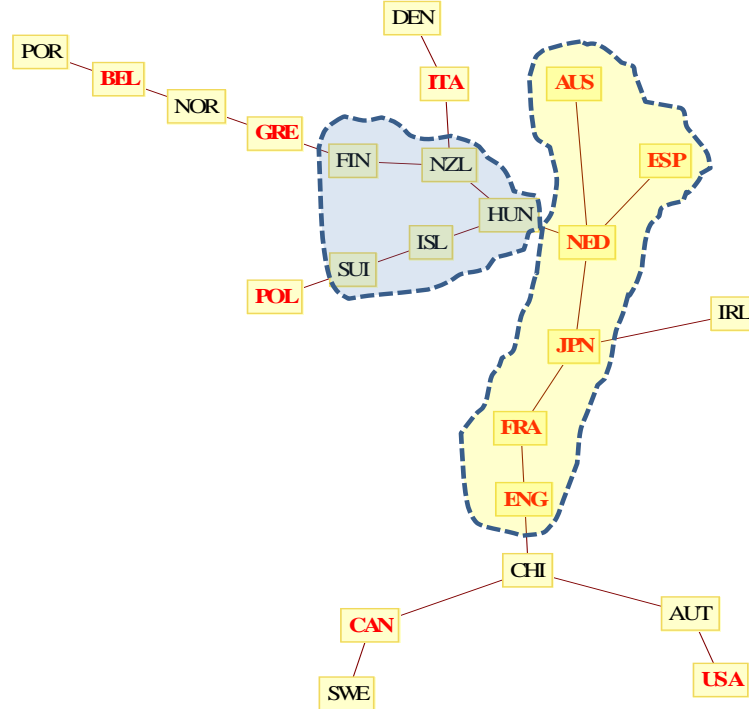 DEN
POR
BEL
ITA
AUS
NOR
GRE
FIN
NZL
ESP
HUN
ISL
NED
SUI
POL
IRL
JPN
FRA
ENG
CHI
CAN
AUT
SWE
USA